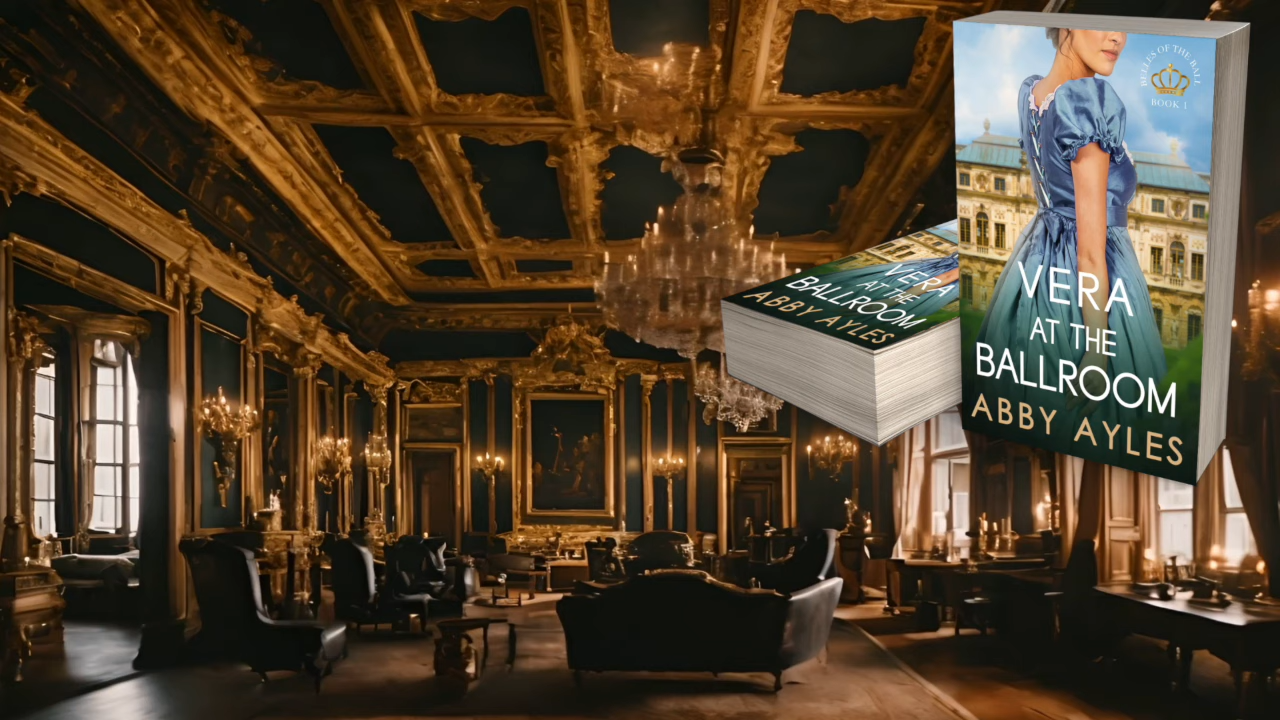 VERA
AT THE
BALLROOM
ABBY AYLES
BELLES OF THE BALL
BOOK 1
VERA
AT THE
BALLROOM
ABBY AYLES